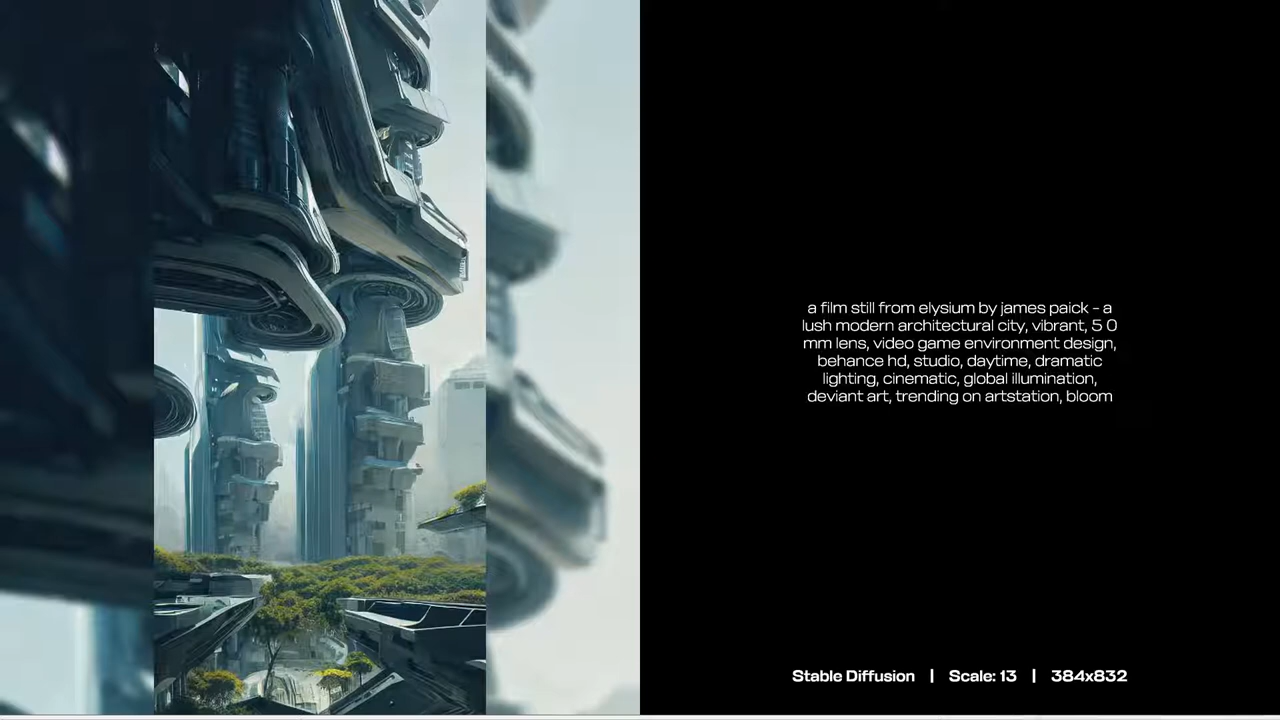 a film still from elysium by james paick - a
lush modern architectural city, vibrant, 5 0
mm lens, video game environment design,
behance hd, studio, daytime, dramatic
lighting, cinematic, global illumination,
deviant art, trending on artstation, bloom
Stable Diffusion | Scale: 13 | 384x832